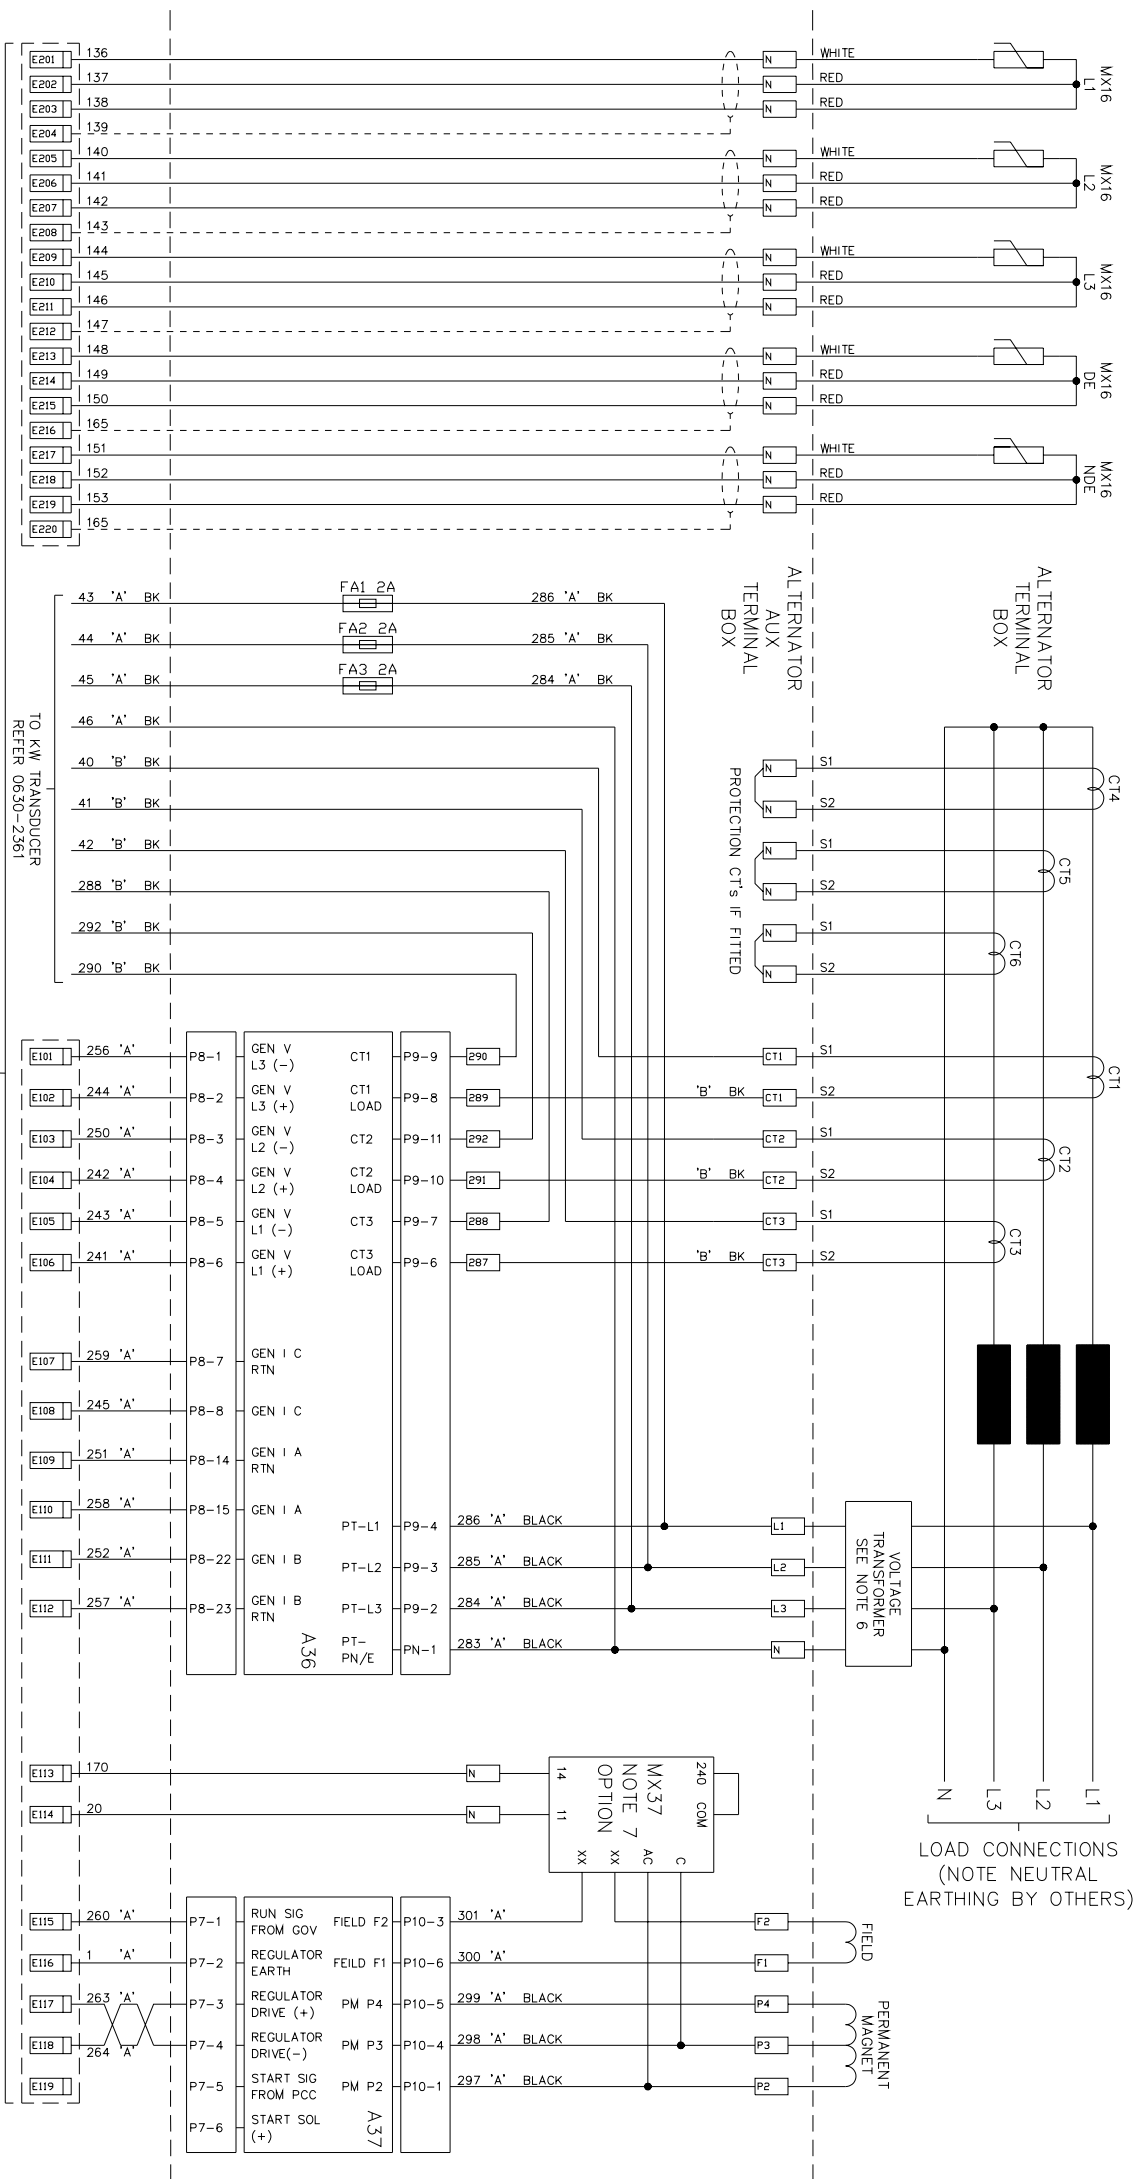 E201 136 N WHITE
E202 137 N RED
E203 138 N RED
E204 139
MX16
L1
E205 140 N WHITE
E206 141 N RED
E207 142 N RED
E208 143
MX16
L2
E209 144 N WHITE
E210 145 N RED
E211 146 N RED
E212 147
MX16
L3
E213 148 N WHITE
E214 149 N RED
E215 150 N RED
E216 165
MX16
DE
E217 151 N WHITE
E218 152 N RED
E219 153 N RED
E220 165
MX16
NDE
ALTERNATOR
AUX
TERMINAL
BOX
ALTERNATOR
TERMINAL
BOX
FA1 2A
43 'A' BK 286 'A' BK
FA2 2A
44 'A' BK 285 'A' BK
FA3 2A
45 'A' BK 284 'A' BK
46 'A' BK
40 'B' BK N S1
41 'B' BK N S2
CT4
42 'B' BK N S1
288 'B' BK N S2
CT5
292 'B' BK N S1
290 'B' BK N S2
CT6
TO KW TRANSDUCER
REFER 0630-2361
PROTECTION CT's IF FITTED
E101 256 'A' P8-1 GEN V
L3 (-) CT1 P9-9 290 CT1 S1
E102 244 'A' P8-2 GEN V
L3 (+) CT1
LOAD P9-8 289 'B' BK CT1 S2
CT1
E103 250 'A' P8-3 GEN V
L2 (-) CT2 P9-11 292 CT2 S1
E104 242 'A' P8-4 GEN V
L2 (+) CT2
LOAD P9-10 291 'B' BK CT2 S2
CT2
E105 243 'A' P8-5 GEN V
L1 (-) CT3 P9-7 288 CT3 S1
E106 241 'A' P8-6 GEN V
L1 (+) CT3
LOAD P9-6 287 'B' BK CT3 S2
CT3
E107 259 'A' P8-7 GEN I C
RTN
E108 245 'A' P8-8 GEN I C
E109 251 'A' P8-14 GEN I A
RTN
E110 258 'A' P8-15 GEN I A
PT-L1 P9-4 286 'A' BLACK L1
E111 252 'A' P8-22 GEN I B
PT-L2 P9-3 285 'A' BLACK L2
E112 257 'A' P8-23 GEN I B
RTN
PT-L3 P9-2 284 'A' BLACK L3
PT-
PN/E PN-1 283 'A' BLACK N
A36
VOLTAGE
TRANSFORMER
SEE NOTE 6
E113 170 N 14
E114 20 N 11
240 COM
MX37
NOTE 7
OPTION
XX XX AC C
N L3 L2 L1
LOAD CONNECTIONS
(NOTE NEUTRAL
EARTHING BY OTHERS)
E115 260 'A' P7-1 RUN SIG
FROM GOV FIELD F2 P10-3 301 'A' F2
E116 1 'A' P7-2 REGULATOR
EARTH FEILD F1 P10-6 300 'A' F1
FIELD
E117 263 'A' P7-3 REGULATOR
DRIVE (+) PM P4 P10-5 299 'A' BLACK P4
E118 264 'A' P7-4 REGULATOR
DRIVE(-) PM P3 P10-4 298 'A' BLACK P3
E119 P7-5 START SIG
FROM PCC PM P2 P10-1 297 'A' BLACK P2
PERMANENT
MAGNET
P7-6 START SOL
(+)
A37